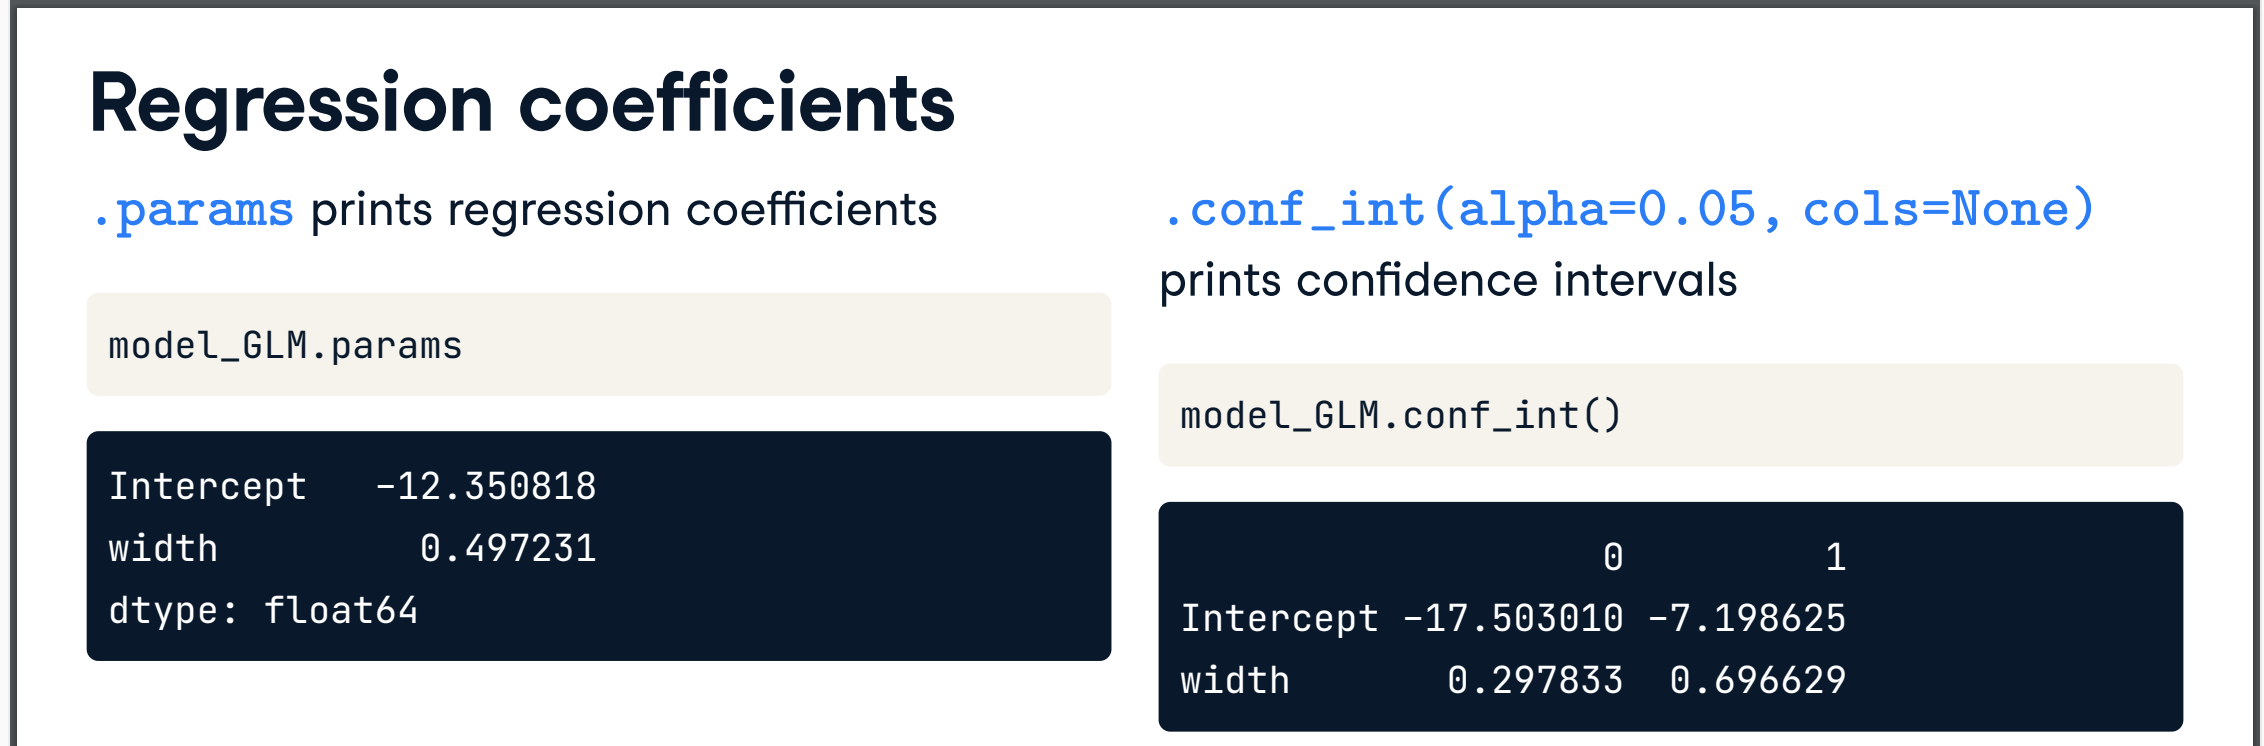 Regression coefficients
.params prints regression coefficients
model_GLM.params
Intercept   -12.350818
width        0.497231
dtype: float64
.conf_int(alpha=0.05, cols=None)
prints confidence intervals
model_GLM.conf_int()
                 0        1
Intercept -17.503010 -7.198625
width       0.297833  0.696629